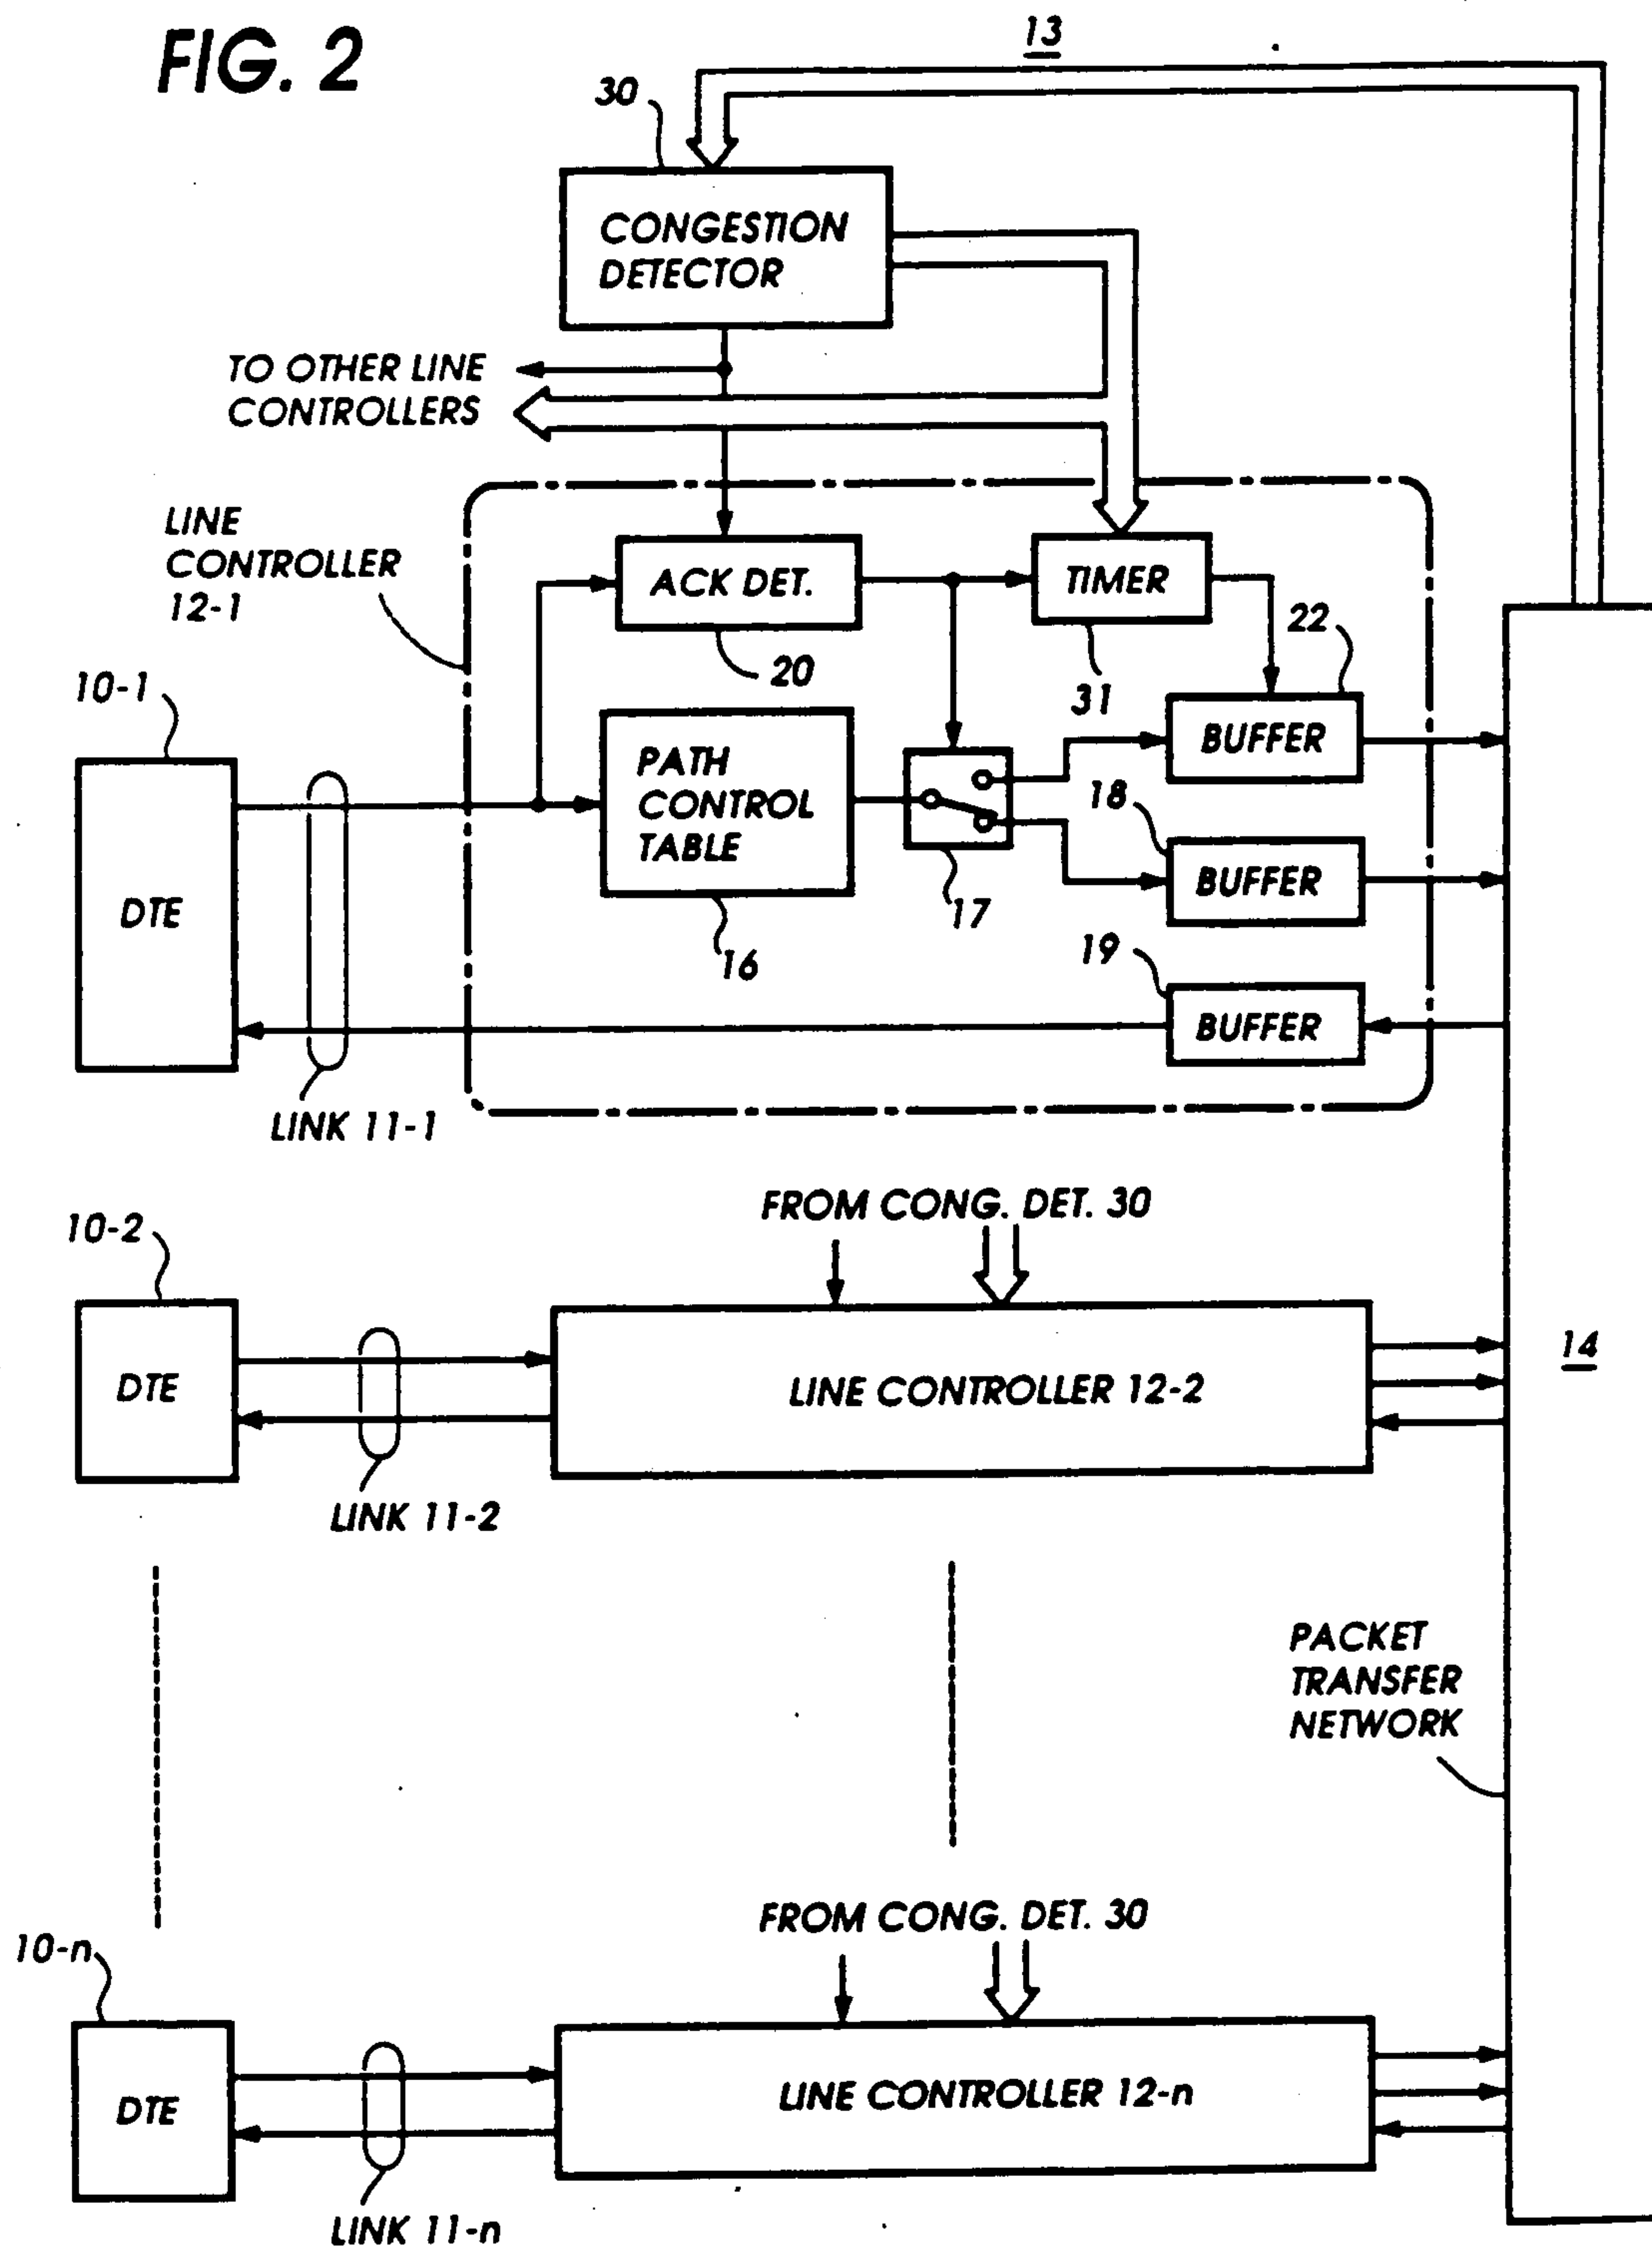 FIG. 2
13
30
CONGESTION
DETECTOR
TO OTHER LINE
CONTROLLERS
LINE
CONTROLLER
12-1
ACK DET.
TIMER
20
31
22
10-1
PATH
CONTROL
TABLE
BUFFER
18
DTE
BUFFER
17
16
19
BUFFER
LINK 11-1
FROM CONG. DET. 30
10-2
14
DTE
LINE CONTROLLER 12-2
LINK 11-2
PACKET
TRANSFER
NETWORK
FROM CONG. DET. 30
10-n
DTE
LINE CONTROLLER 12-n
LINK 11-n